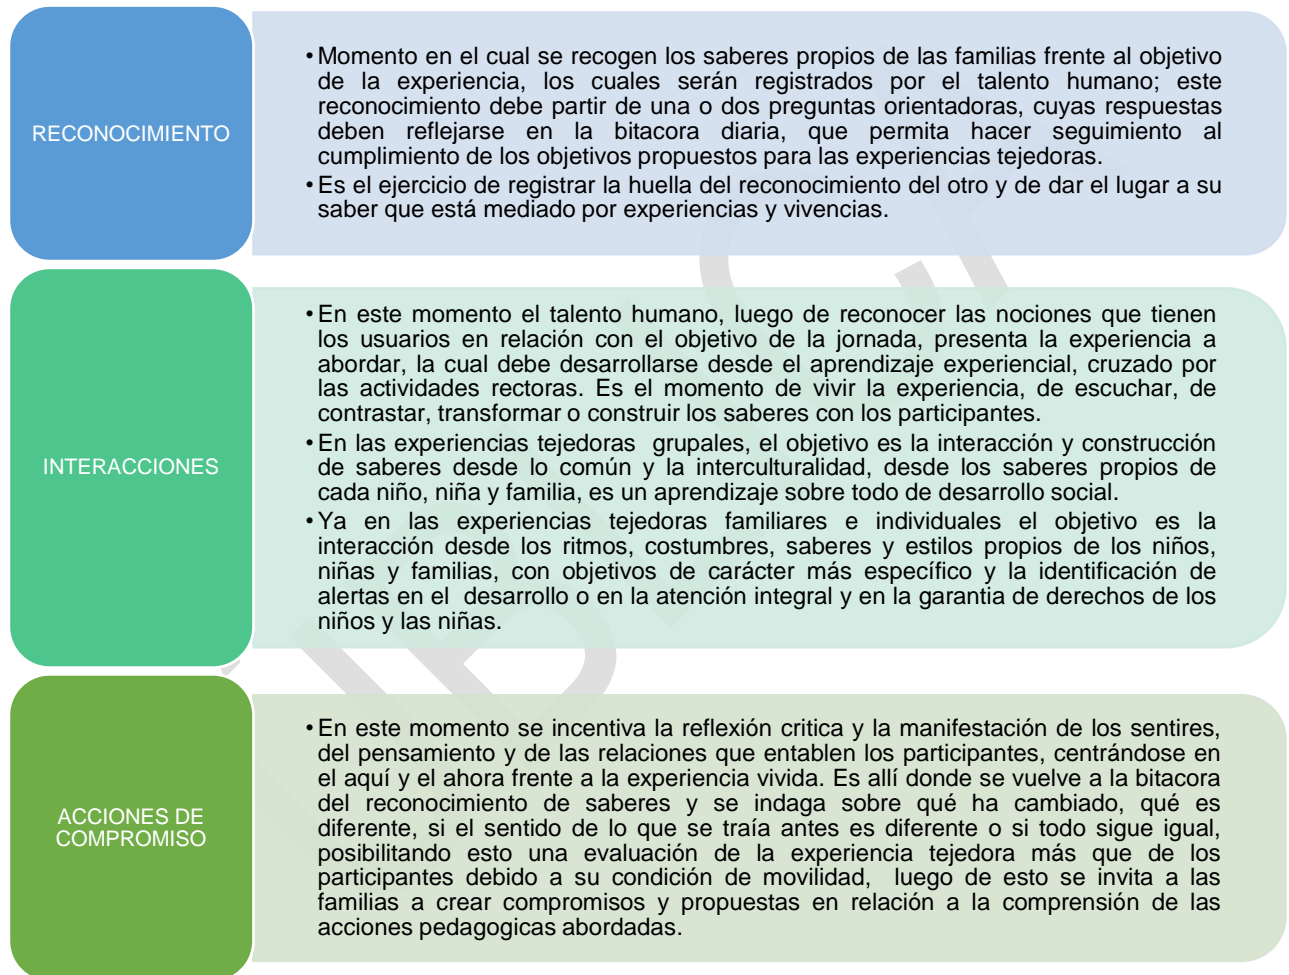 RECONOCIMIENTO
• Momento en el cual se recogen los saberes propios de las familias frente al objetivo
de la experiencia, los cuales serán registrados por el talento humano; este
reconocimiento debe partir de una o dos preguntas orientadoras, cuyas respuestas
deben reflejarse en la bitacora diaria, que permita hacer seguimiento al
cumplimiento de los objetivos propuestos para las experiencias tejedoras.
• Es el ejercicio de registrar la huella del reconocimiento del otro y de dar el lugar a su
saber que está mediado por experiencias y vivencias.
INTERACCIONES
• En este momento el talento humano, luego de reconocer las nociones que tienen
los usuarios en relación con el objetivo de la jornada, presenta la experiencia a
abordar, la cual debe desarrollarse desde el aprendizaje experiencial, cruzado por
las actividades rectoras. Es el momento de vivir la experiencia, de escuchar, de
contrastar, transformar o construir los saberes con los participantes.
• En las experiencias tejedoras grupales, el objetivo es la interacción y construcción
de saberes desde lo común y la interculturalidad, desde los saberes propios de
cada niño, niña y familia, es un aprendizaje sobre todo de desarrollo social.
• Ya en las experiencias tejedoras familiares e individuales el objetivo es la
interacción desde los ritmos, costumbres, saberes y estilos propios de los niños,
niñas y familias, con objetivos de carácter más específico y la identificación de
alertas en el desarrollo o en la atención integral y en la garantia de derechos de los
niños y las niñas.
ACCIONES DE
COMPROMISO
• En este momento se incentiva la reflexión critica y la manifestación de los sentires,
del pensamiento y de las relaciones que entablen los participantes, centrándose en
el aquí y el ahora frente a la experiencia vivida. Es allí donde se vuelve a la bitacora
del reconocimiento de saberes y se indaga sobre qué ha cambiado, qué es
diferente, si el sentido de lo que se traía antes es diferente o si todo sigue igual,
posibilitando esto una evaluación de la experiencia tejedora más que de los
participantes debido a su condición de movilidad, luego de esto se invita a las
familias a crear compromisos y propuestas en relación a la comprensión de las
acciones pedagogicas abordadas.